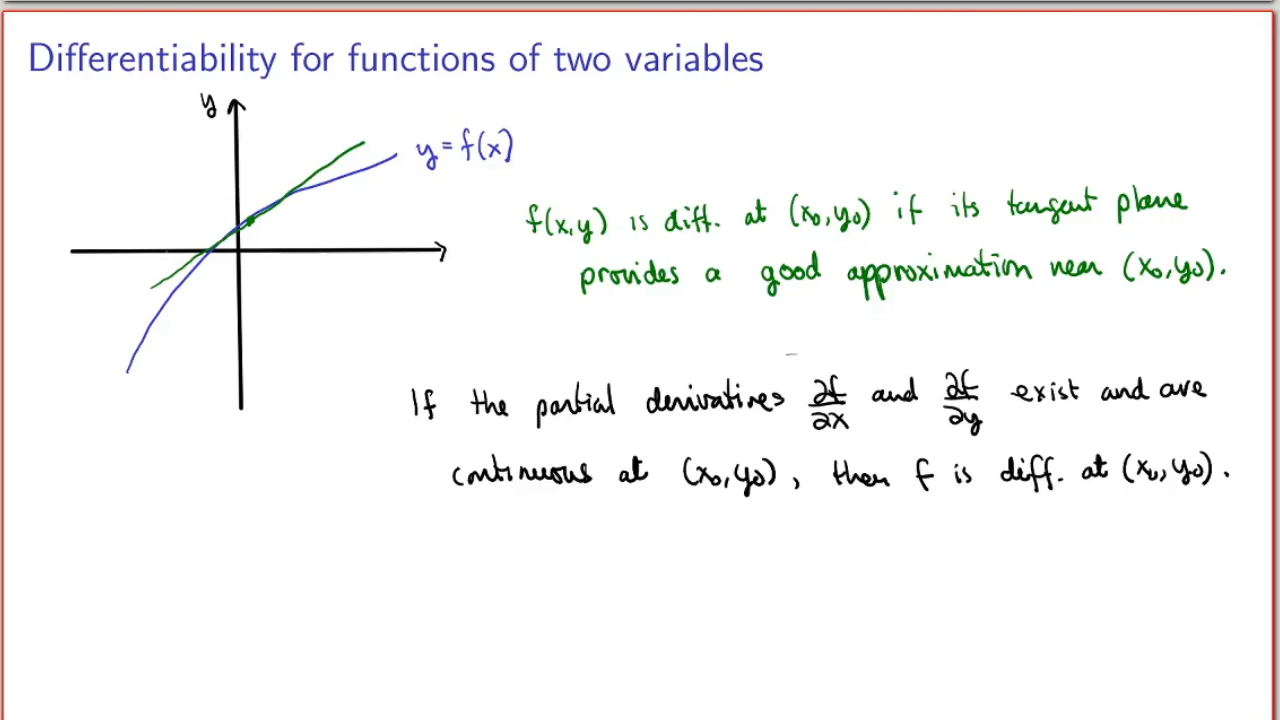 Differentiability for functions of two variables
y
y = f(x)
f(x,y) is diff. at (x₀,y₀) if its tangent plane
provides a good approximation near (x₀,y₀).
If the partial derivatives ∂f/∂x and ∂f/∂y exist and are
continuous at (x₀,y₀), then f is diff. at (x₀,y₀).